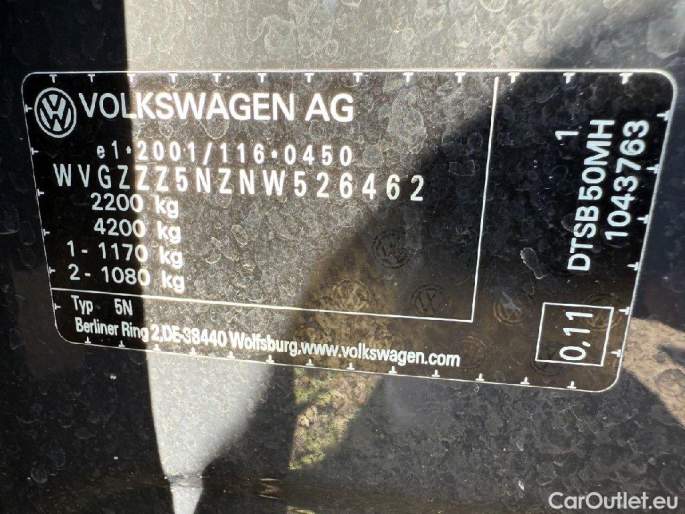 VOLKSWAGEN AG
e1*2001/116*0450
WVGZZZ5NZNW526462
2200 kg
4200 kg
1- 1170 kg
2- 1080 kg
Typ 5N
Berliner Ring 2,DE-38440 Wolfsburg.www.volkswagen.com
1
DTSB50MH
1043763
0,11
CarOutlet.eu